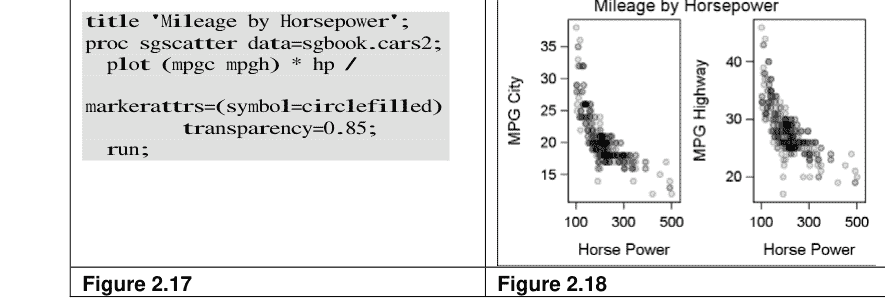 title 'Mileage by Horsepower';
proc sgscatter data=sgbook.cars2;
plot (mpgc mpgh) * hp /
markerattrs=(symbol=circlefilled)
transparency=0.85;
run;
Figure 2.17
Mileage by Horsepower
MPG City
35
30
25
20
15
100 300 500
Horse Power
MPG Highway
40
30
20
100 300 500
Horse Power
Figure 2.18